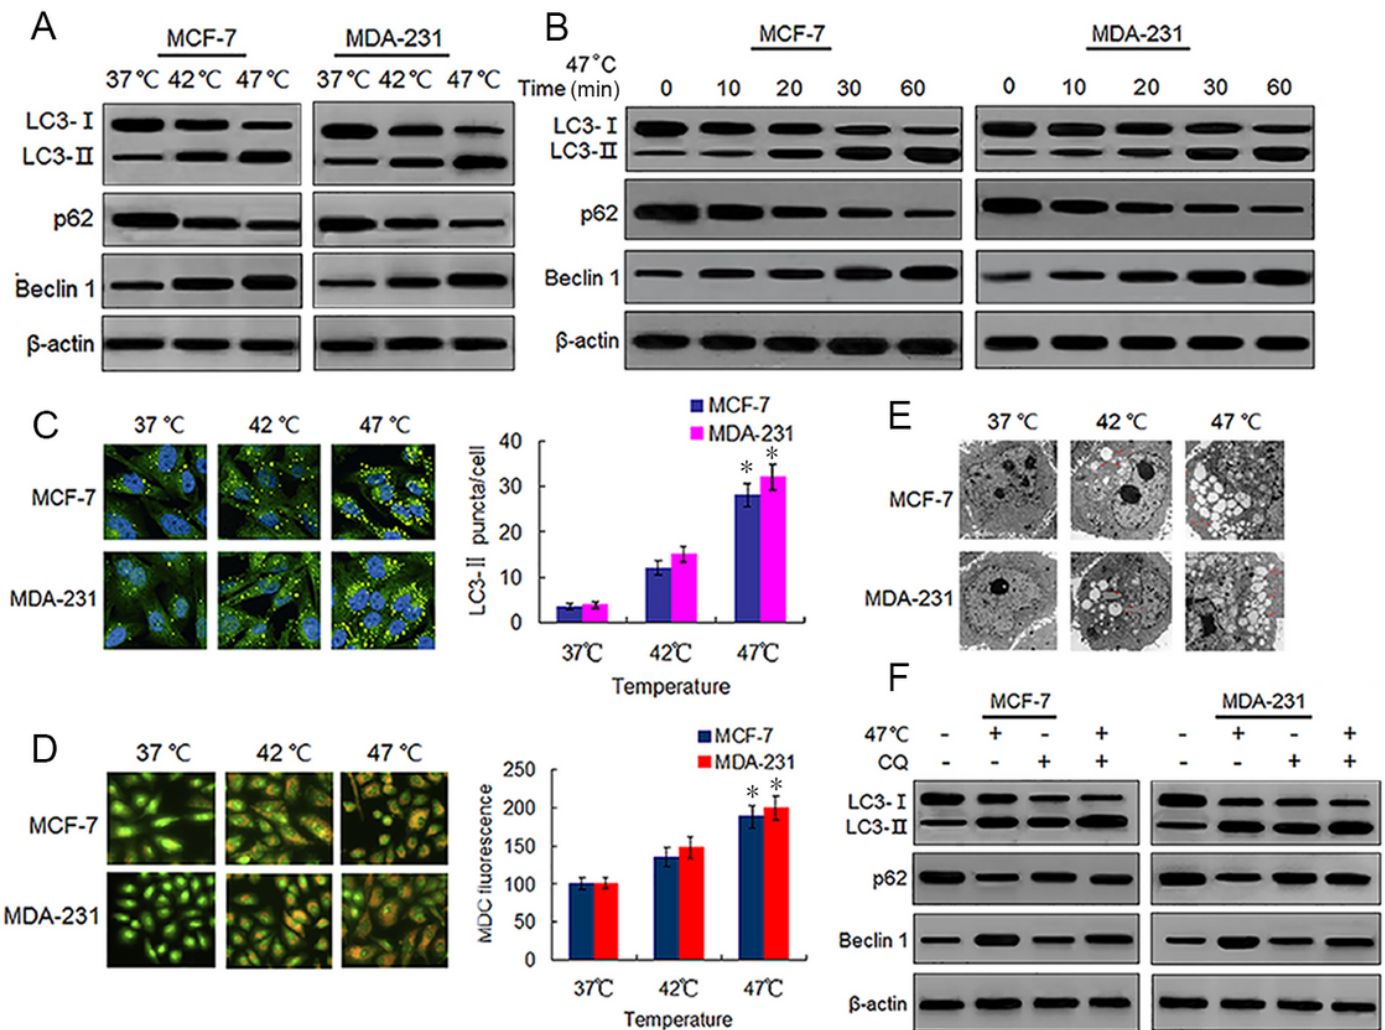 A
MCF-7 MDA-231
37℃ 42℃ 47℃ 37℃ 42℃ 47℃
LC3-Ⅰ
LC3-Ⅱ
p62
Beclin 1
β-actin
B
MCF-7 MDA-231
47℃
Time (min) 0 10 20 30 60 0 10 20 30 60
LC3-Ⅰ
LC3-Ⅱ
p62
Beclin 1
β-actin
C
37℃ 42℃ 47℃
MCF-7
MDA-231
MCF-7
MDA-231
LC3-Ⅱ puncta/cell
40
30
20
10
0
* *
37℃ 42℃ 47℃
Temperature
D
37℃ 42℃ 47℃
MCF-7
MDA-231
MCF-7
MDA-231
MDC fluorescence
250
200
150
100
50
0
* *
37℃ 42℃ 47℃
Temperature
E
37℃ 42℃ 47℃
MCF-7
MDA-231
F
MCF-7 MDA-231
47℃ - + - + - + - +
CQ - - + + - - + +
LC3-Ⅰ
LC3-Ⅱ
p62
Beclin 1
β-actin